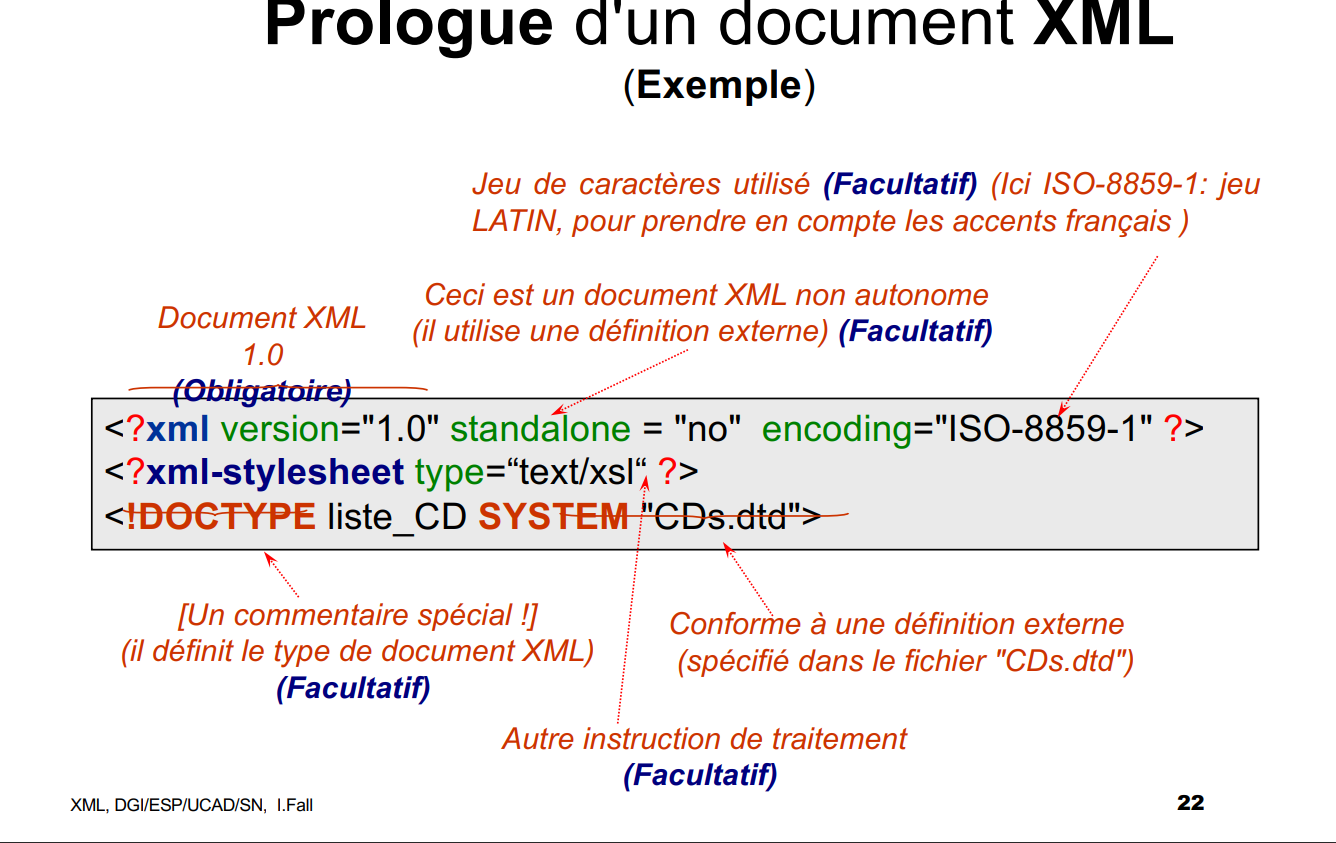 Prologue d'un document XML
(Exemple)
Jeu de caractères utilisé (Facultatif) (Ici ISO-8859-1: jeu
LATIN, pour prendre en compte les accents français )
Ceci est un document XML non autonome
(il utilise une définition externe) (Facultatif)
Document XML
1.0
(Obligatoire)
<?xml version="1.0" standalone = "no"  encoding="ISO-8859-1" ?>
<?xml-stylesheet type=“text/xsl“ ?>
<!DOCTYPE liste_CD SYSTEM "CDs.dtd">
[Un commentaire spécial !]
(il définit le type de document XML)
(Facultatif)
Conforme à une définition externe
(spécifié dans le fichier "CDs.dtd")
Autre instruction de traitement
(Facultatif)
XML, DGI/ESP/UCAD/SN,  I.Fall
22